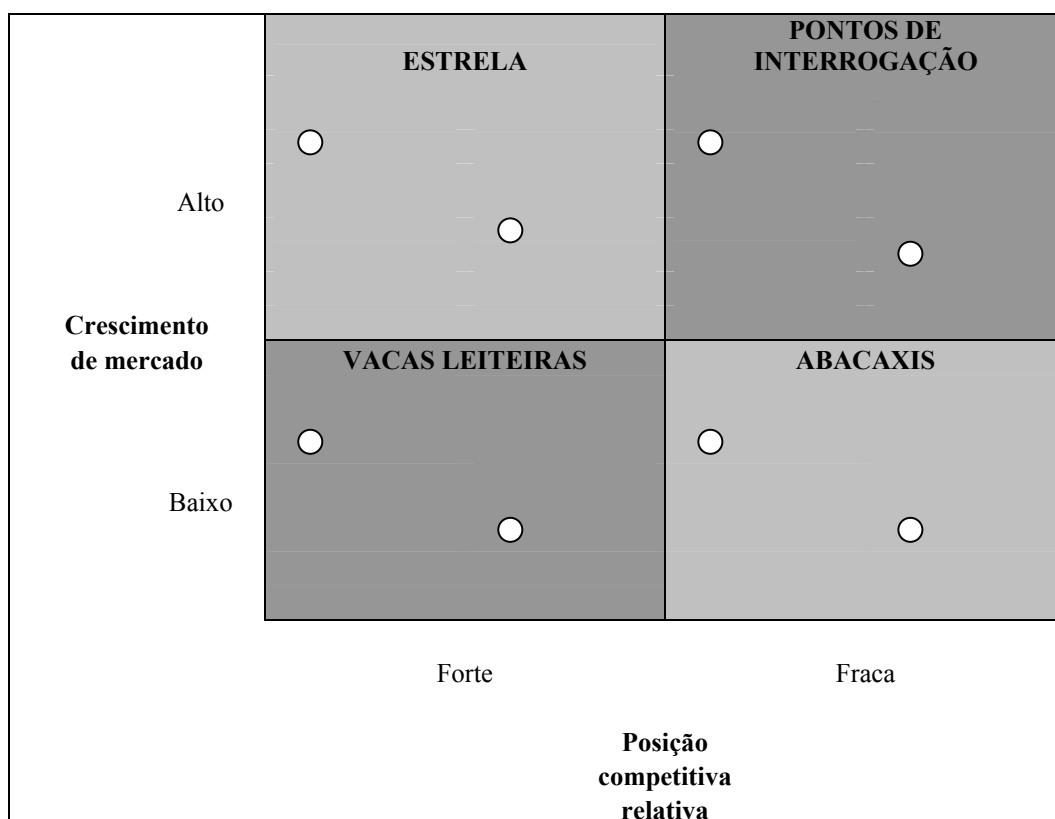 ESTRELA
PONTOS DE
INTERROGAÇÃO
Alto
Crescimento
de mercado
VACAS LEITEIRAS
ABACAXIS
Baixo
Forte
Fraca
Posição
competitiva
relativa